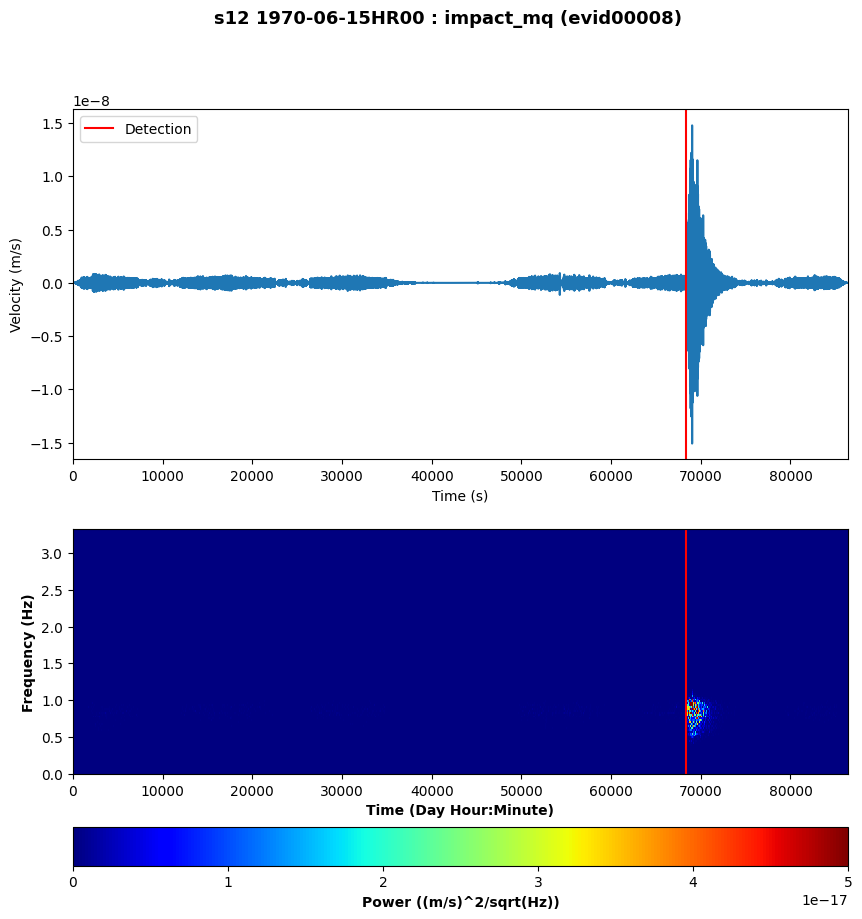 s12 1970-06-15HR00 : impact_mq (evid00008)
1e−8
Detection
1.5
1.0
0.5
0.0
−0.5
−1.0
−1.5
Velocity (m/s)
0 10000 20000 30000 40000 50000 60000 70000 80000
Time (s)
3.0
2.5
2.0
1.5
1.0
0.5
0.0
Frequency (Hz)
0 10000 20000 30000 40000 50000 60000 70000 80000
Time (Day Hour:Minute)
0 1 2 3 4 5
1e−17
Power ((m/s)^2/sqrt(Hz))